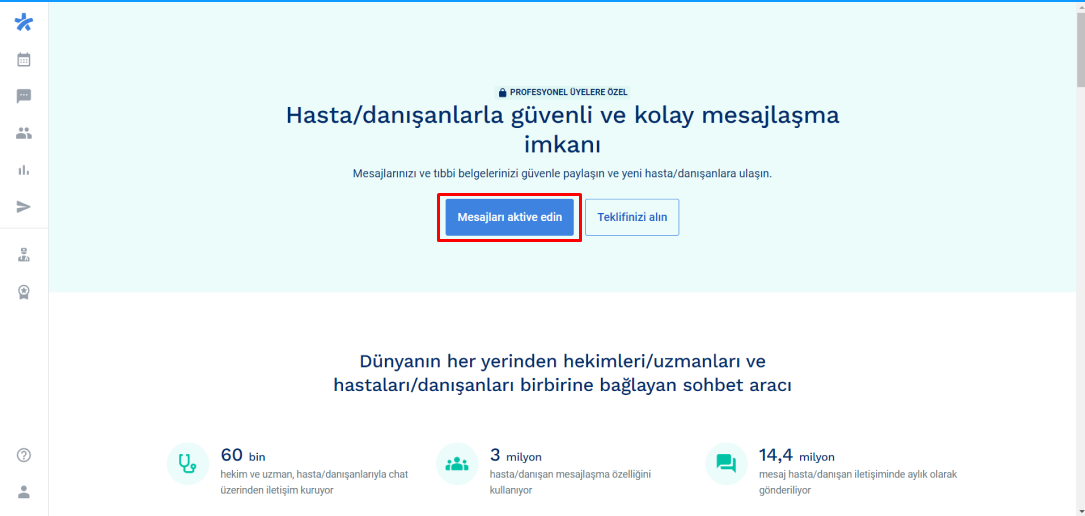 PROFESYONEL ÜYELERE ÖZEL
Hasta/danışanlarla güvenli ve kolay mesajlaşma
imkanı
Mesajlarınızı ve tıbbi belgelerinizi güvenle paylaşın ve yeni hasta/danışanlara ulaşın.
Mesajları aktive edin
Teklifinizi alın
Dünyanın her yerinden hekimleri/uzmanları ve
hastaları/danışanları birbirine bağlayan sohbet aracı
60 bin
hekim ve uzman, hasta/danışanlarıyla chat
üzerinden iletişim kuruyor
3 milyon
hasta/danışan mesajlaşma özelliğini
kullanıyor
14,4 milyon
mesaj hasta/danışan iletişiminde aylık olarak
gönderiliyor